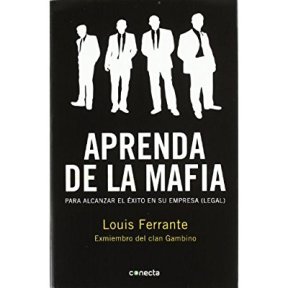 APRENDA
DE LA MAFIA
PARA ALCANZAR EL ÉXITO EN SU EMPRESA (LEGAL)
Louis Ferrante
Exmiembro del clan Gambino
conecta